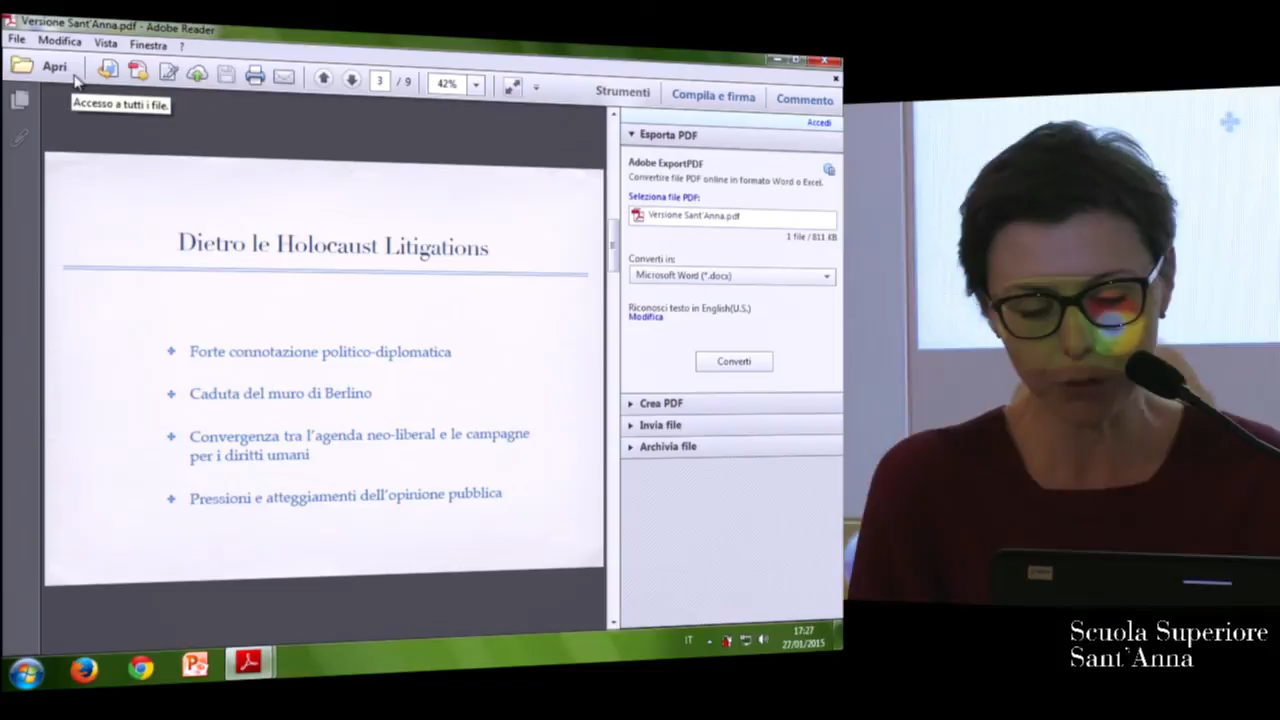 Versione Sant'Anna.pdf - Adobe Reader
File Modifica Vista Finestra ?
Apri
3 / 9
42%
Strumenti
Compila e firma
Commento
Accesso a tutti i file.
Accedi
Dietro le Holocaust Litigations
Forte connotazione politico-diplomatica
Caduta del muro di Berlino
Convergenza tra l'agenda neo-liberal e le campagne
per i diritti umani
Pressioni e atteggiamenti dell'opinione pubblica
Esporta PDF
Adobe ExportPDF
Convertire file PDF online in formato Word o Excel.
Seleziona file PDF:
Versione Sant'Anna.pdf
1 file / 811 KB
Converti in:
Microsoft Word (*.docx)
Riconosci testo in English(U.S.)
Modifica
Converti
Crea PDF
Invia file
Archivia file
IT
17:27
27/01/2015
Scuola Superiore
Sant'Anna